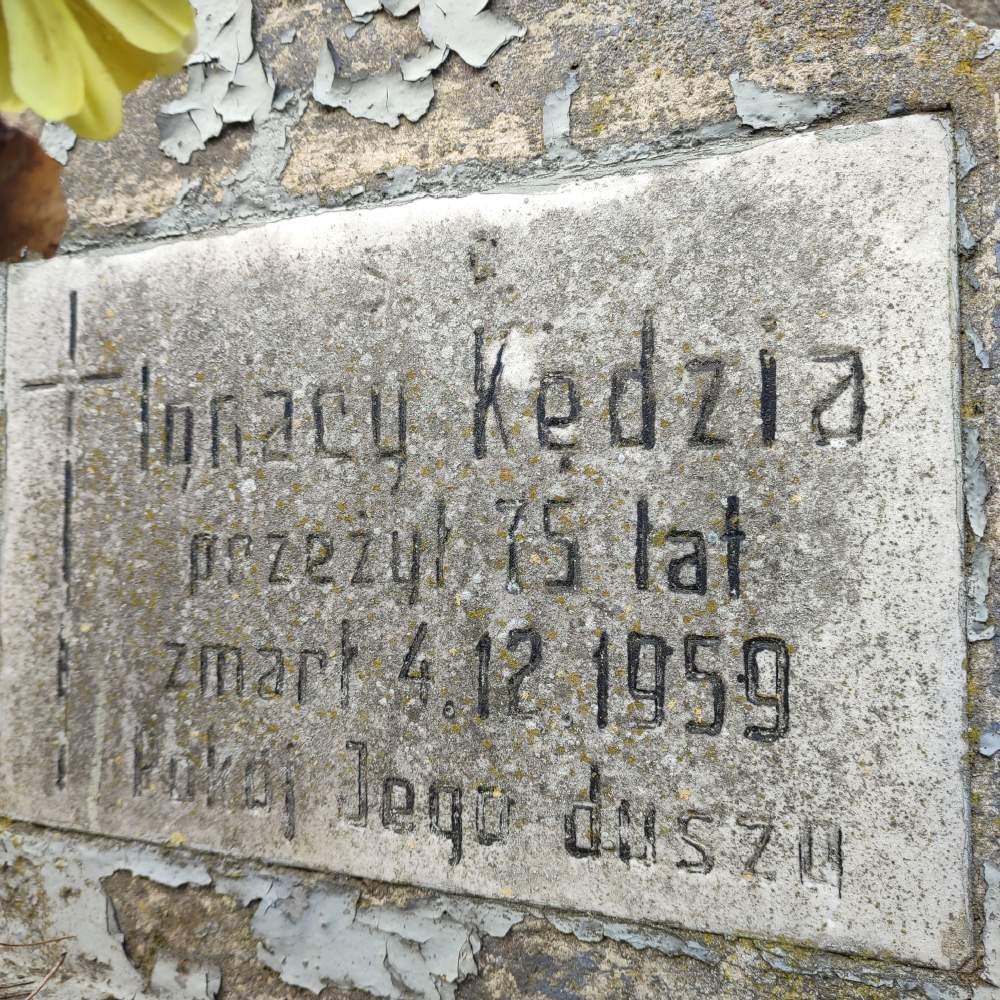 Ignacy Kędzia
przeżył 75 lat
zmarł 4.12.1959
Pokój Jego duszy